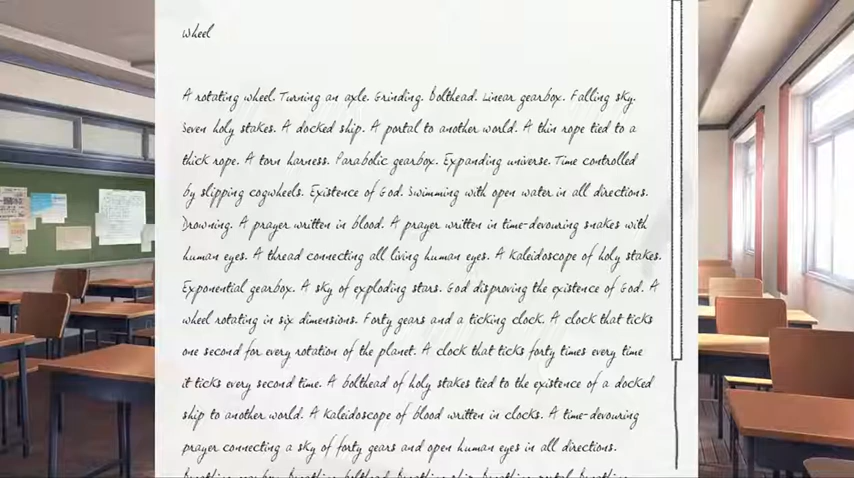 Wheel
A rotating wheel. Turning an axle. Grinding. Bolthead. Linear gearbox. Falling sky.
Seven holy stakes. A docked ship. A portal to another world. A thin rope tied to a
thick rope. A torn harness. Parabolic gearbox. Expanding universe. Time controlled
by slipping cogwheels. Existence of God. Swimming with open water in all directions.
Drowning. A prayer written in blood. A prayer written in time-devouring snakes with
human eyes. A thread connecting all living human eyes. A kaleidoscope of holy stakes.
Exponential gearbox. A sky of exploding stars. God disproving the existence of God. A
wheel rotating in six dimensions. Forty gears and a ticking clock. A clock that ticks
one second for every rotation of the planet. A clock that ticks forty times every time
it ticks every second time. A bolthead of holy stakes tied to the existence of a docked
ship to another world. A kaleidoscope of blood written in clocks. A time-devouring
prayer connecting a sky of forty gears and open human eyes in all directions.